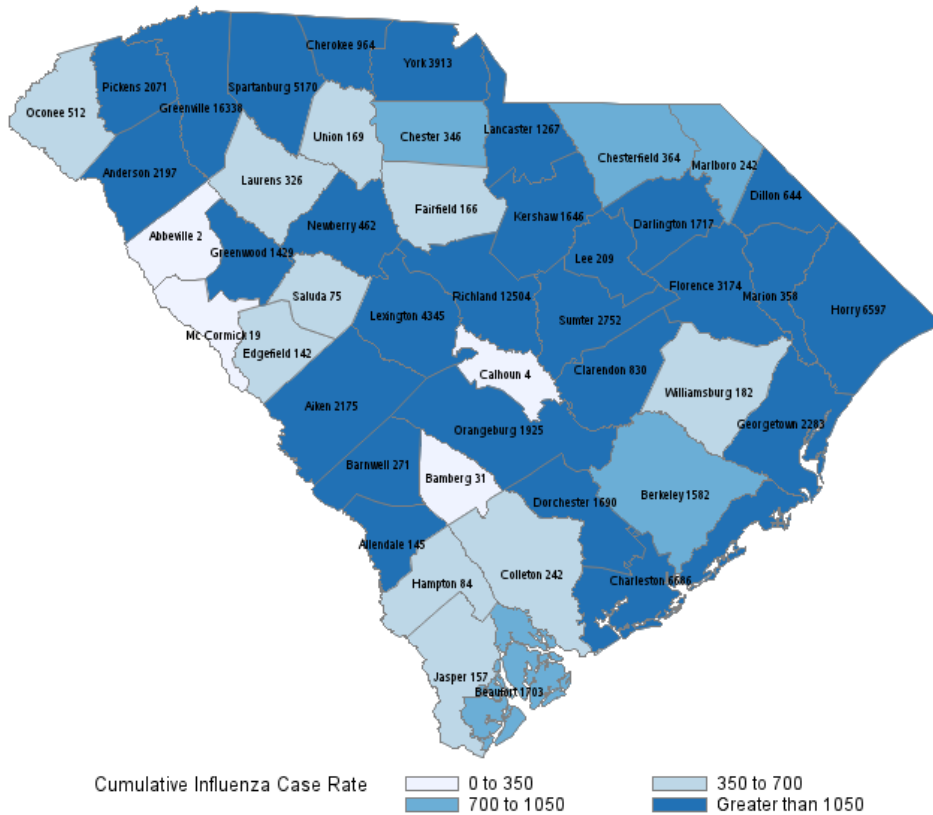 Cherokee 964
York 3913
Pickens 2071
Spartanburg 5170
Greenville 16338
Oconee 512
Union 169
Chester 346
Lancaster 1267
Chesterfield 364
Marlboro 242
Anderson 2197
Laurens 326
Dillon 644
Fairfield 166
Kershaw 1646
Darlington 1717
Newberry 462
Abbeville 2
Greenwood 1429
Lee 209
Florence 3174
Marion 358
Saluda 75
Richland 12504
Horry 6597
Lexington 4345
Sumter 2752
Mc Cormick 19
Edgefield 142
Calhoun 4
Clarendon 830
Williamsburg 182
Aiken 2175
Orangeburg 1925
Georgetown 2283
Barnwell 271
Bamberg 31
Berkeley 1582
Dorchester 1690
Allendale 145
Hampton 84
Colleton 242
Charleston 6686
Jasper 157
Beaufort 1703
Cumulative Influenza Case Rate
0 to 350
350 to 700
700 to 1050
Greater than 1050